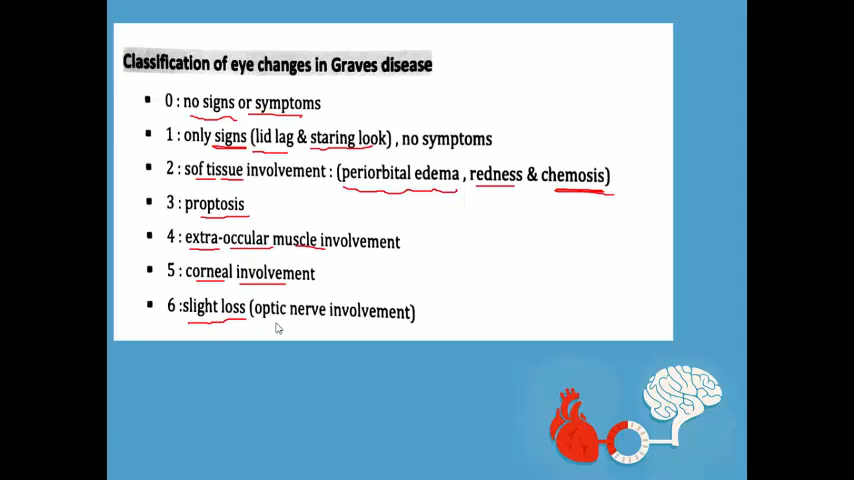 Classification of eye changes in Graves disease
▪ 0 : no signs or symptoms
▪ 1 : only signs (lid lag & staring look) , no symptoms
▪ 2 : sof tissue involvement : (periorbital edema , redness & chemosis)
▪ 3 : proptosis
▪ 4 : extra-occular muscle involvement
▪ 5 : corneal involvement
▪ 6 :slight loss (optic nerve involvement)